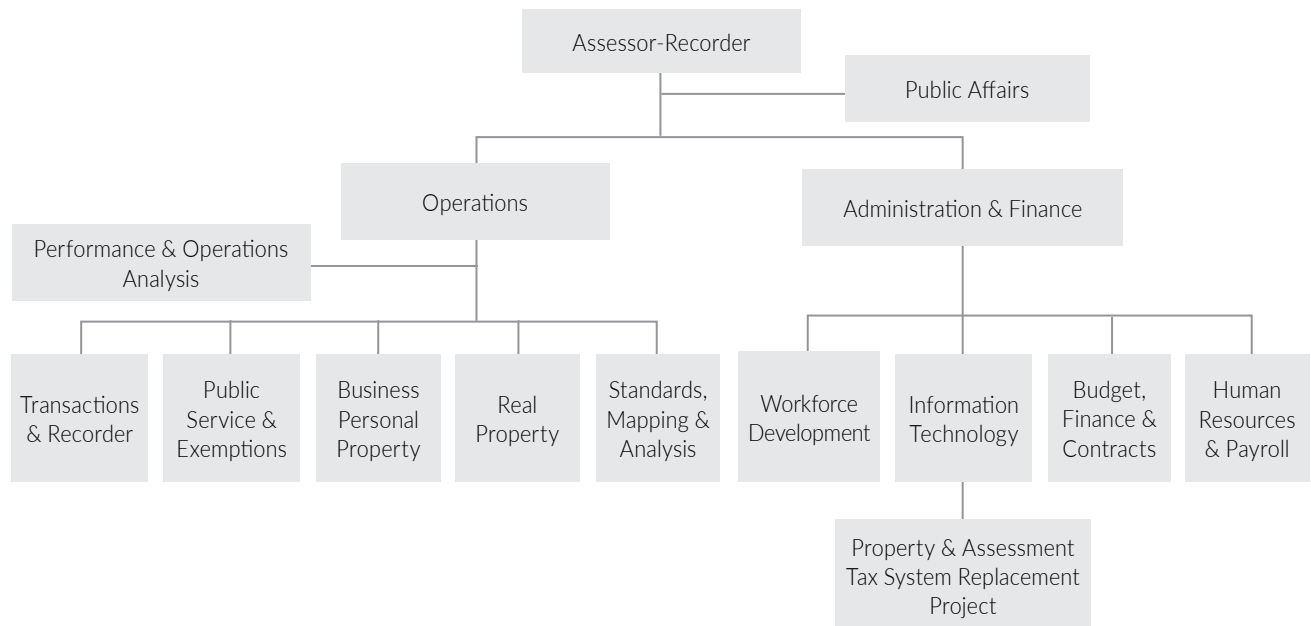 Assessor-Recorder
Public Affairs
Operations
Administration & Finance
Performance & Operations
Analysis
Transactions
& Recorder
Public
Service &
Exemptions
Business
Personal
Property
Real
Property
Standards,
Mapping &
Analysis
Workforce
Development
Information
Technology
Budget,
Finance &
Contracts
Human
Resources
& Payroll
Property & Assessment
Tax System Replacement
Project